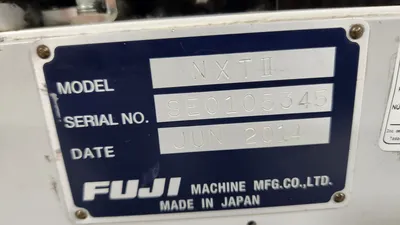 MODEL NXTII
SERIAL NO.
DATE JUN. 2014
FUJI MACHINE MFG.CO.,LTD.
MADE IN JAPAN